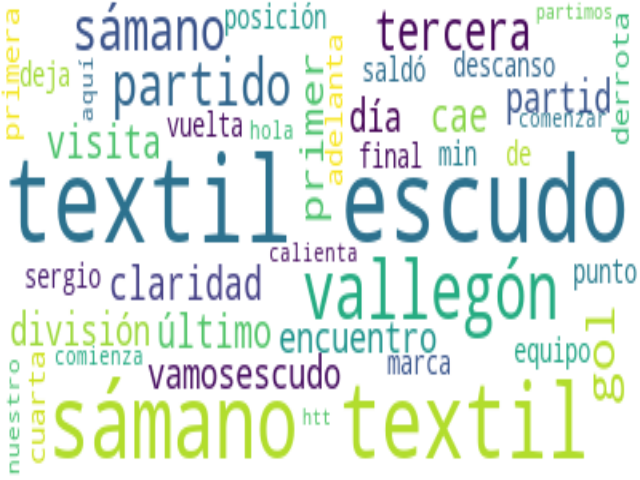 primera
sámano
posición
tercera
partimos
deja
aquí
partido
primer
adelanta
saldó
descanso
partid
derrota
visita
vuelta
hola
día
cae
comenzar
final
min
de
textil
escudo
calienta
sergio
claridad
vallegón
punto
división
último
encuentro
gol
nuestro
cuarta
comienza
vamosescudo
marca
equipo
sámano
htt
textil